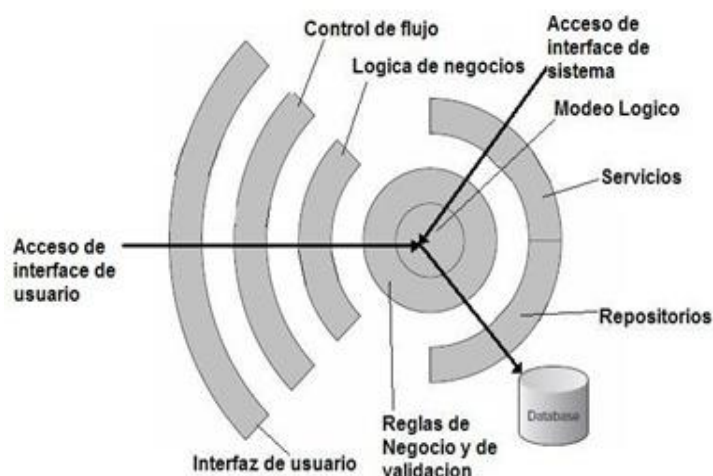 Control de flujo
Logica de negocios
Acceso de
interface de
sistema
Modeo Logico
Servicios
Acceso de
interface de
usuario
Repositorios
Database
Reglas de
Negocio y de
validacion
Interfaz de usuario